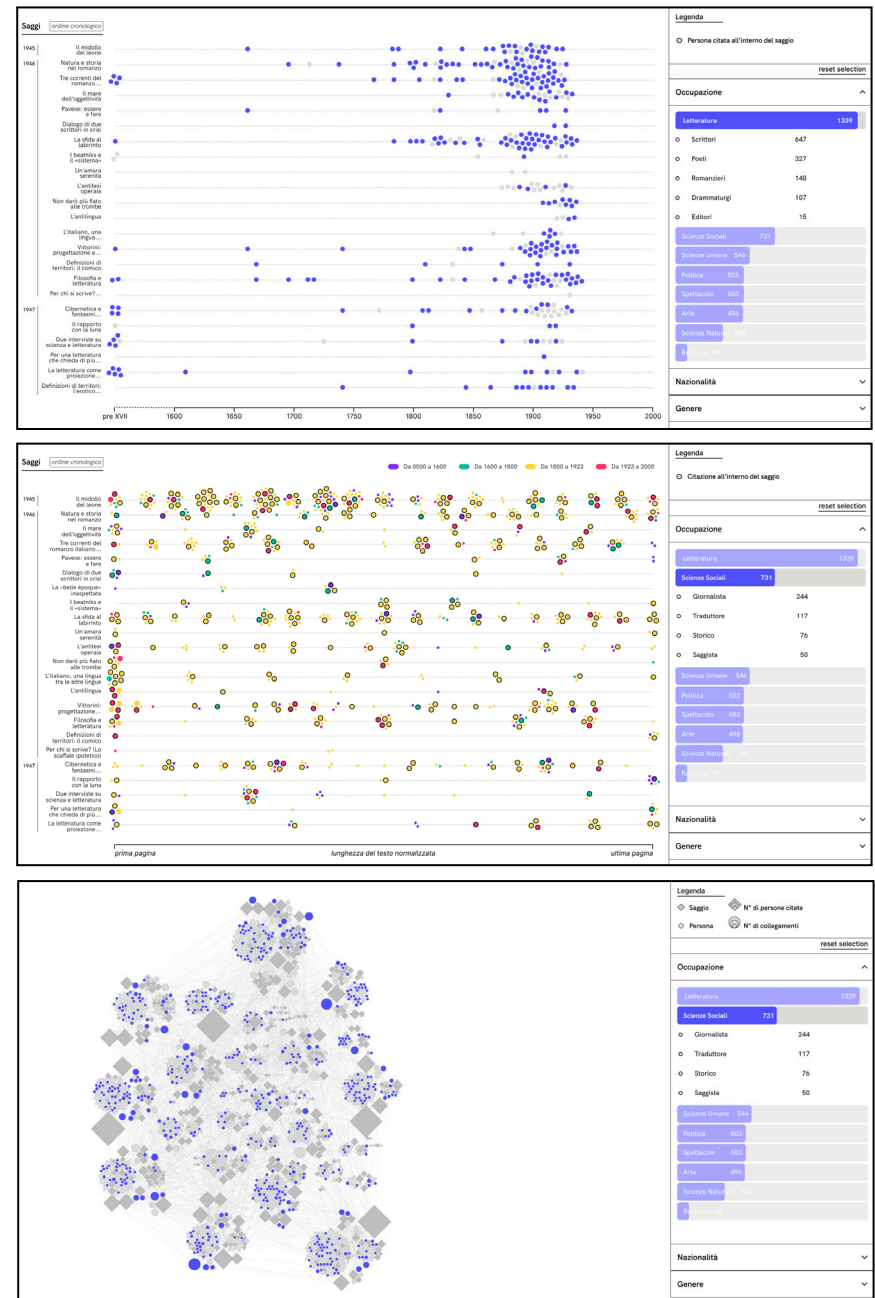 Saggi
ordine cronologico
1945
Il midollo
del leone
1946
Natura e storia
nel romanzo
Tre correnti del
romanzo...
Il mare
dell'oggettività
Pavese: essere
e fare
Dialogo di due
scrittori in crisi
La sfida al
labirinto
I beatniks e
il «sistema»
Un'amara
serenità
L'antitesi
operaia
Non darò più fiato
alle trombe
L'antilingua
L'italiano, una
lingua...
Vittorini:
progettazione e...
Definizioni di
territori: il comico
Filosofia e
letteratura
Per chi si scrive?...
1947
Cibernetica e
fantasmi...
Il rapporto
con la luna
Due interviste su
scienza e letteratura
Per una letteratura
che chieda di più...
La letteratura come
proiezione...
Definizioni di territori:
l'erotico...
pre XVII
1600
1650
1700
1750
1800
1850
1900
1950
2000
Legenda
Persona citata all'interno del saggio
reset selection
Occupazione
Letteratura 1339
Scrittori 647
Poeti 327
Romanzieri 148
Drammaturgi 107
Editori 15
Scienze Sociali 731
Scienze Umane 546
Politica 503
Spettacolo 503
Arte 496
Nazionalità
Genere
Saggi
ordine cronologico
Da 0000 a 1600
Da 1600 a 1800
Da 1800 a 1923
Da 1923 a 2000
1945
Il midollo
del leone
1946
Natura e storia
nel romanzo
Il mare
dell'oggettività
Tre correnti del
romanzo italiano...
Pavese: essere
e fare
Dialogo di due
scrittori in crisi
La «belle époque»
inaspettata
I beatniks e
il «sistema»
La sfida al
labirinto
Un'amara
serenità
L'antitesi
operaia
Non darò più fiato
alle trombe
L'italiano, una lingua
tra le altre lingue
L'antilingua
Vittorini:
progettazione...
Filosofia e
letteratura
Definizioni di
territori: il comico
Per chi si scrive? (Lo
scaffale ipotetico)
1947
Cibernetica e
fantasmi...
Il rapporto
con la luna
Due interviste su
scienza e letteratura
Per una letteratura
che chieda di più...
La letteratura come
proiezione...
prima pagina
lunghezza del testo normalizzata
ultima pagina
Legenda
Citazione all'interno del saggio
reset selection
Occupazione
Letteratura 1339
Scienze Sociali 731
Giornalista 244
Traduttore 117
Storico 76
Saggista 50
Scienze Umane 546
Politica 503
Spettacolo 503
Arte 496
Nazionalità
Genere
Legenda
Saggio
N° di persone citate
Persona
N° di collegamenti
reset selection
Occupazione
Letteratura 1339
Scienze Sociali 731
Giornalista 244
Traduttore 117
Storico 76
Saggista 50
Scienze Umane 546
Politica 503
Spettacolo 503
Arte 496
Nazionalità
Genere